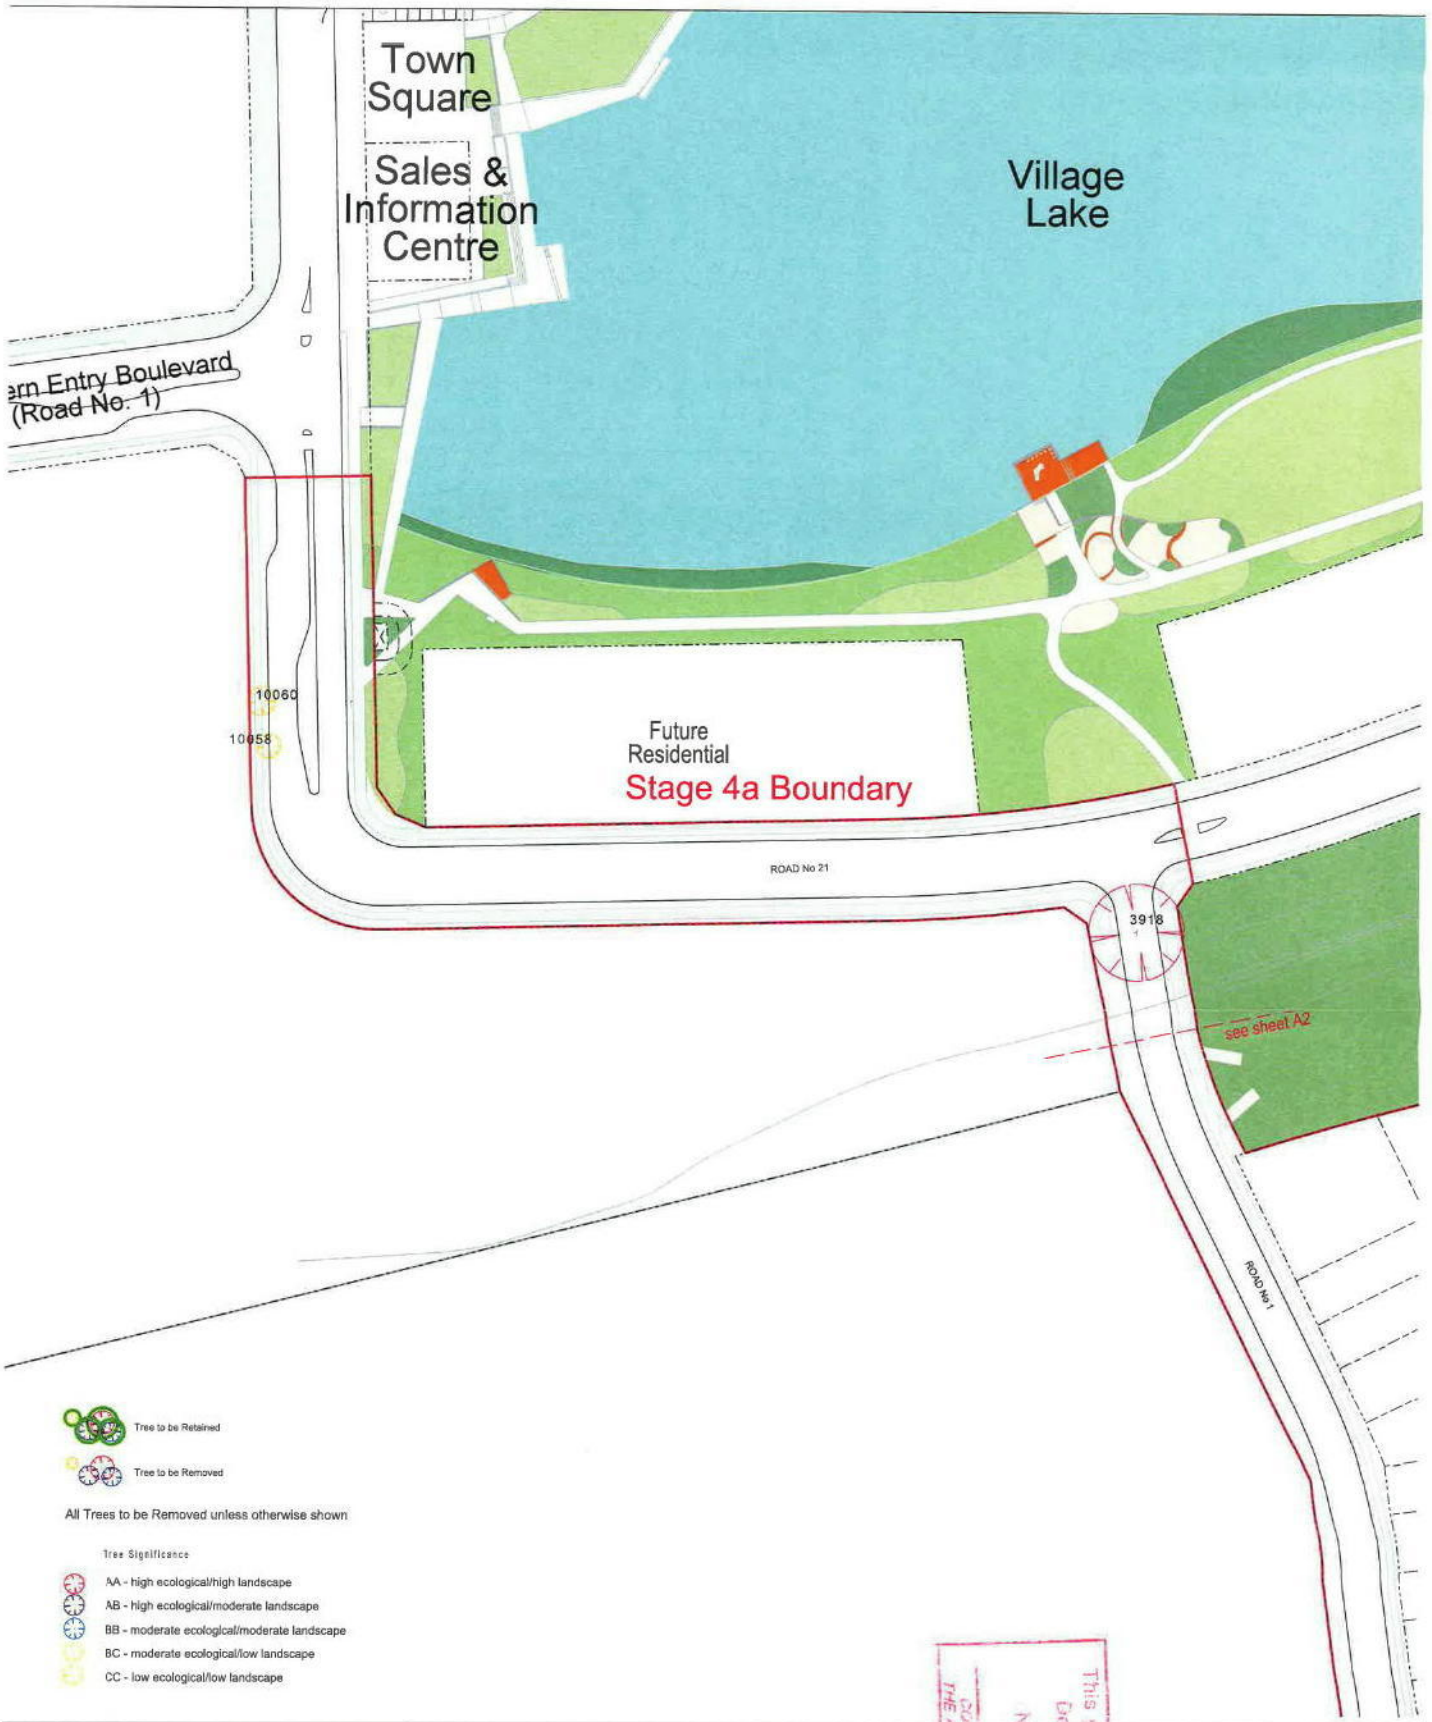 Town
Square
Sales &
Information
Centre
Village
Lake
ern Entry Boulevard
(Road No. 1)
10060
10058
Future
Residential
Stage 4a Boundary
ROAD No 21
3918
see sheet A2
ROAD No 1
Tree to be Retained
Tree to be Removed
All Trees to be Removed unless otherwise shown
Tree Significance
AA - high ecological/high landscape
AB - high ecological/moderate landscape
BB - moderate ecological/moderate landscape
BC - moderate ecological/low landscape
CC - low ecological/low landscape
This
THE